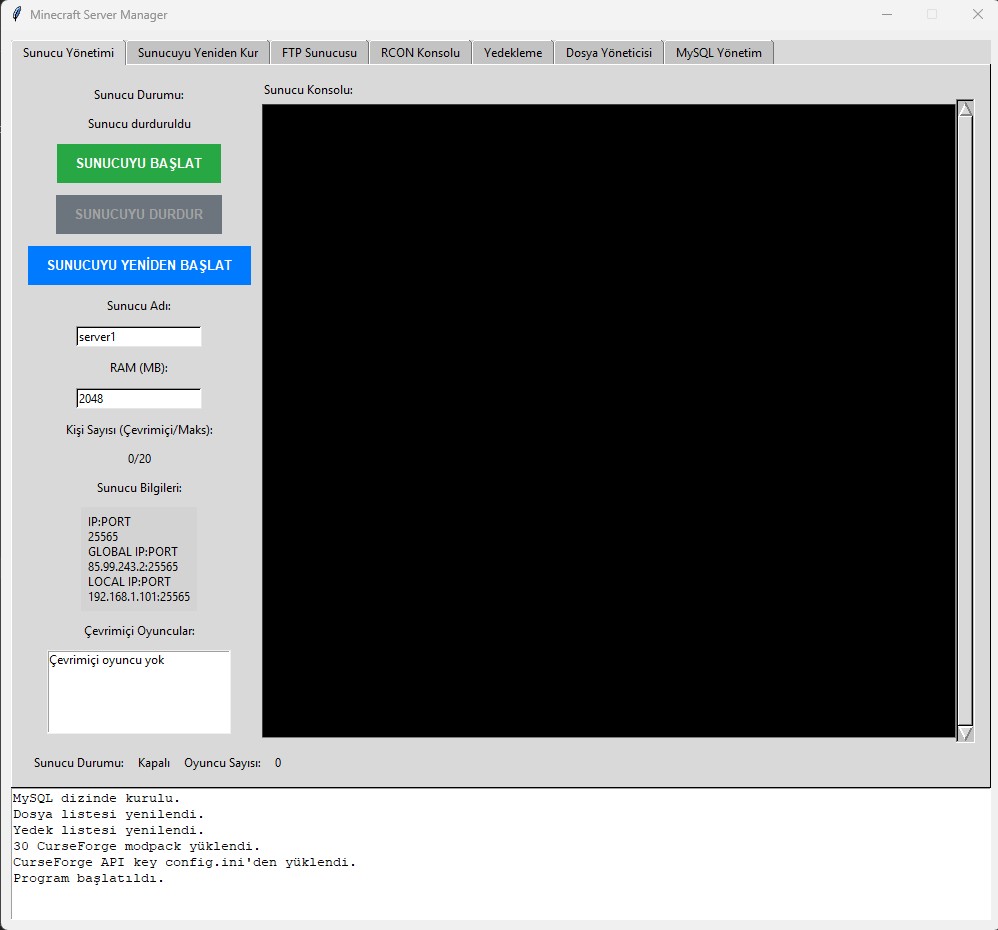 Minecraft Server Manager
Sunucu Yönetimi
Sunucuyu Yeniden Kur
FTP Sunucusu
RCON Konsolu
Yedekleme
Dosya Yöneticisi
MySQL Yönetim
Sunucu Durumu:
Sunucu durduruldu
SUNUCUYU BAŞLAT
SUNUCUYU DURDUR
SUNUCUYU YENİDEN BAŞLAT
Sunucu Adı:
server1
RAM (MB):
2048
Kişi Sayısı (Çevrimiçi/Maks):
0/20
Sunucu Bilgileri:
IP:PORT
25565
GLOBAL IP:PORT
85.99.243.2:25565
LOCAL IP:PORT
192.168.1.101:25565
Çevrimiçi Oyuncular:
Çevrimiçi oyuncu yok
Sunucu Konsolu:
Sunucu Durumu: Kapalı Oyuncu Sayısı: 0
MySQL dizinde kurulu.
Dosya listesi yenilendi.
Yedek listesi yenilendi.
30 CurseForge modpack yüklendi.
CurseForge API key config.ini'den yüklendi.
Program başlatıldı.